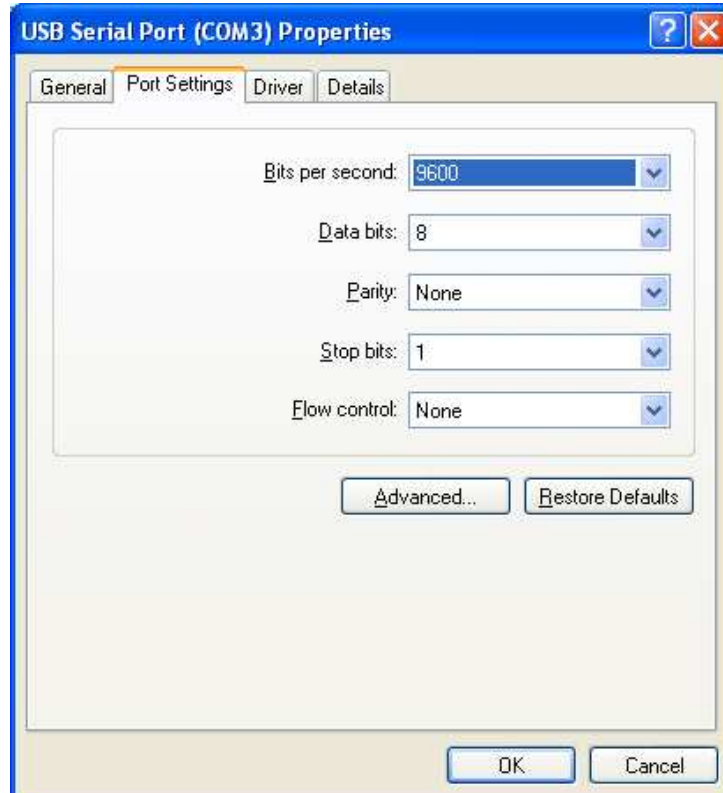 USB Serial Port (COM3) Properties
General Port Settings Driver Details
Bits per second: 9600
Data bits: 8
Parity: None
Stop bits: 1
Flow control: None
Advanced... Restore Defaults
OK Cancel